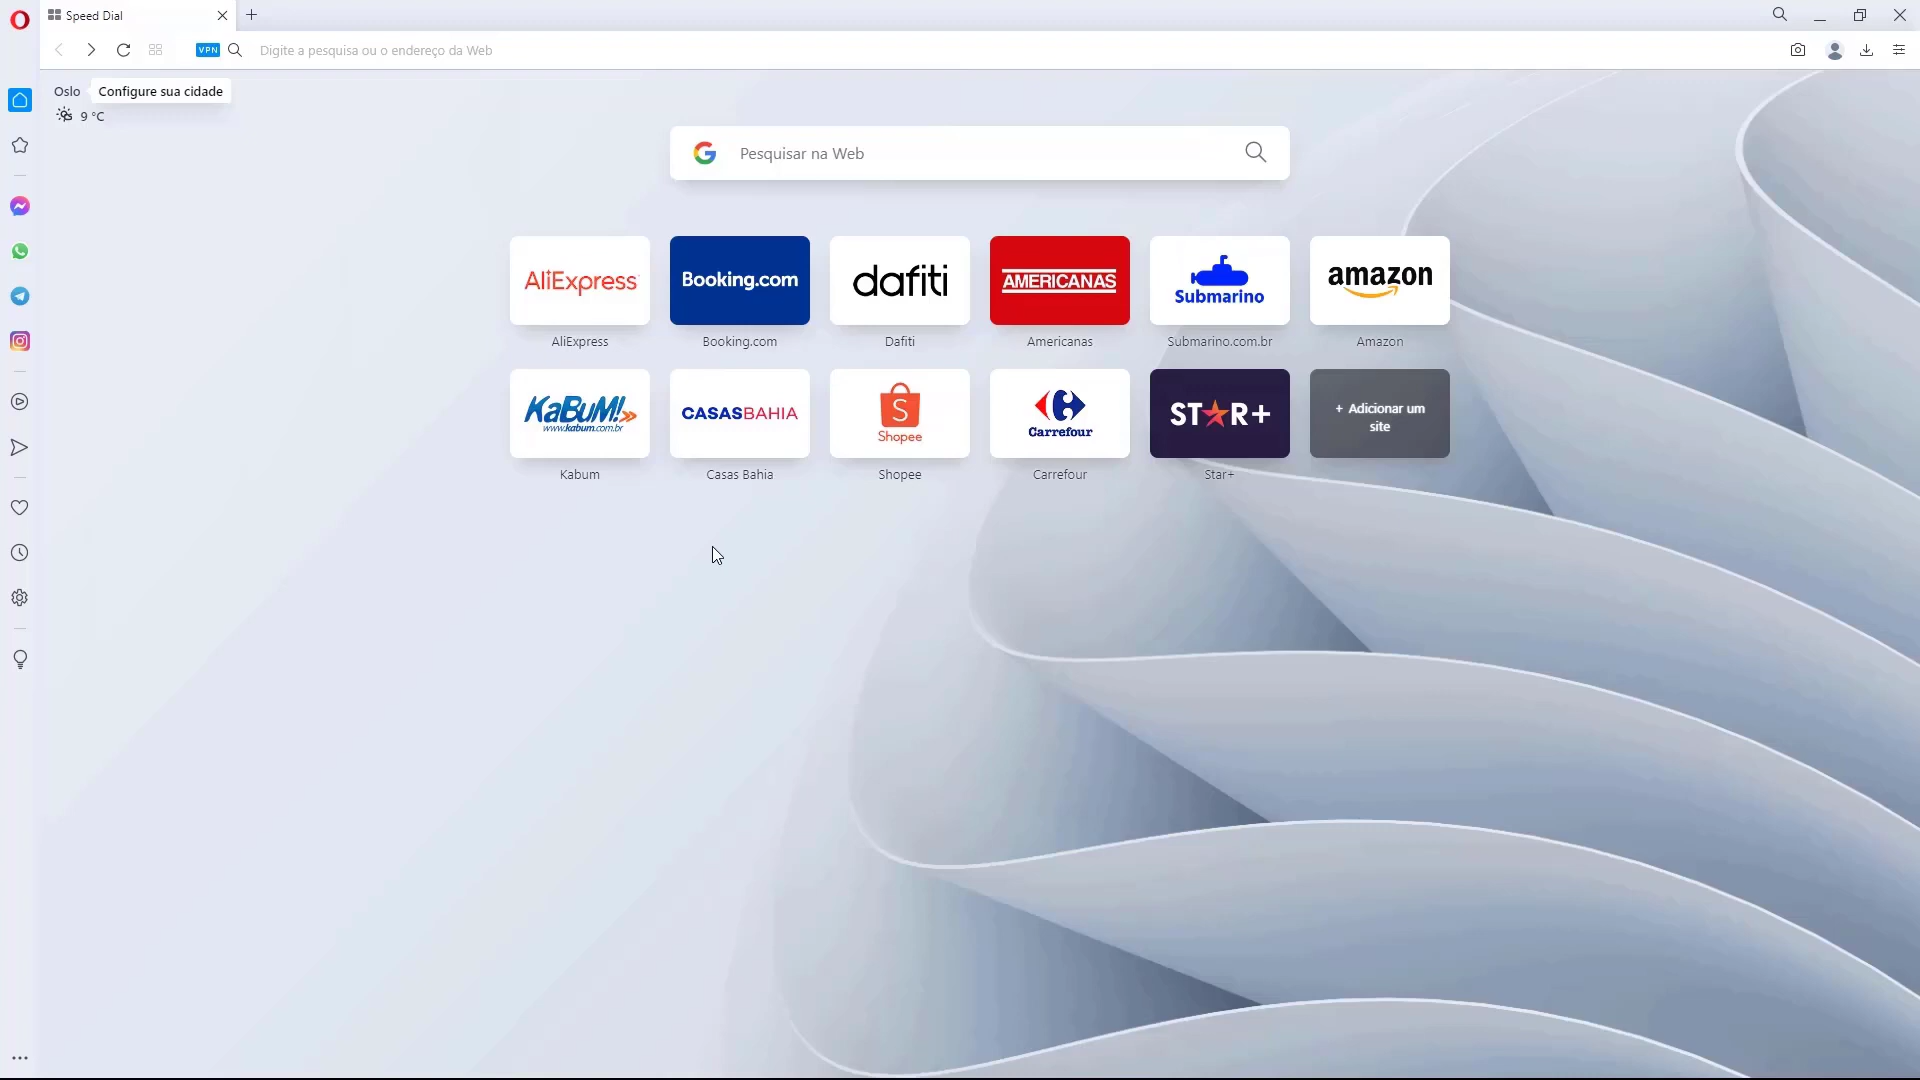 Speed Dial
VPN
Digite a pesquisa ou o endereço da Web
Oslo
Configure sua cidade
9 °C
Pesquisar na Web
AliExpress
Booking.com
dafiti
AMERICANAS
Submarino
amazon
AliExpress
Booking.com
Dafiti
Americanas
Submarino.com.br
Amazon
KaBuM!
www.kabum.com.br
CASASBAHIA
S
Shopee
Carrefour
STAR+
+ Adicionar um
site
Kabum
Casas Bahia
Shopee
Carrefour
Star+